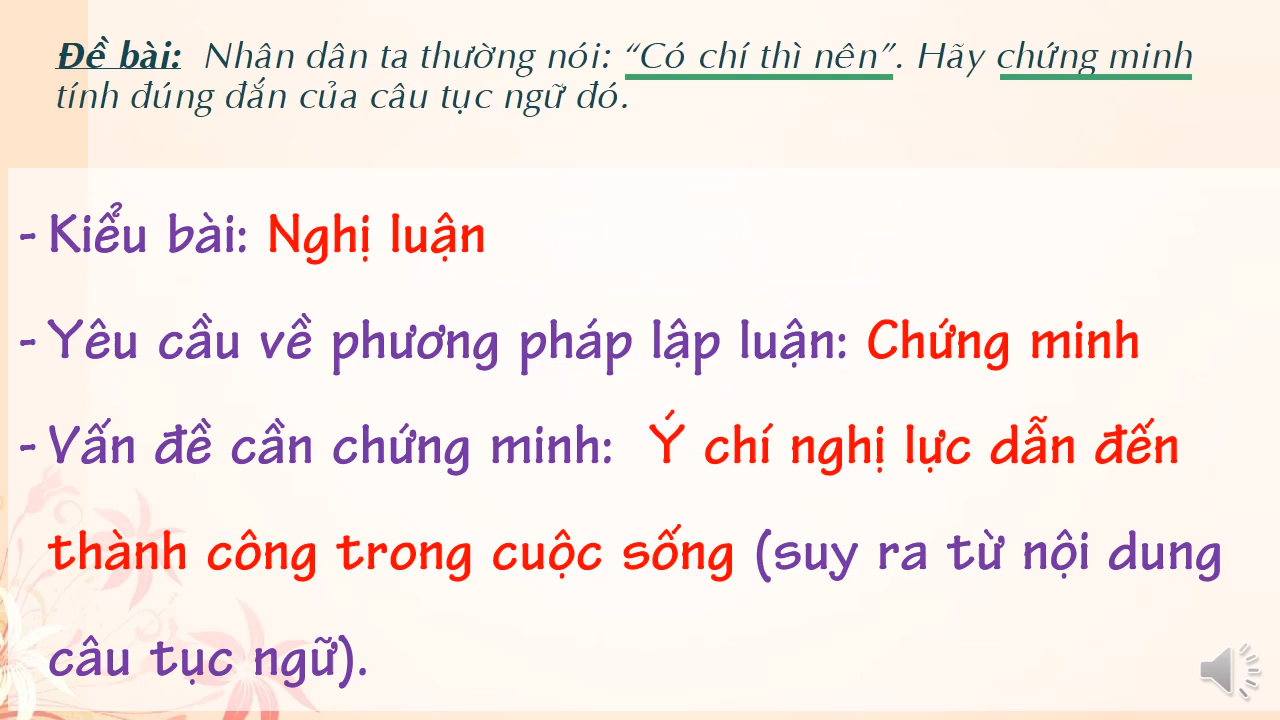 Đề bài: Nhân dân ta thường nói: “Có chí thì nên”. Hãy chứng minh
tính đúng đắn của câu tục ngữ đó.
- Kiểu bài: Nghị luận
- Yêu cầu về phương pháp lập luận: Chứng minh
- Vấn đề cần chứng minh: Ý chí nghị lực dẫn đến
thành công trong cuộc sống (suy ra từ nội dung
câu tục ngữ).